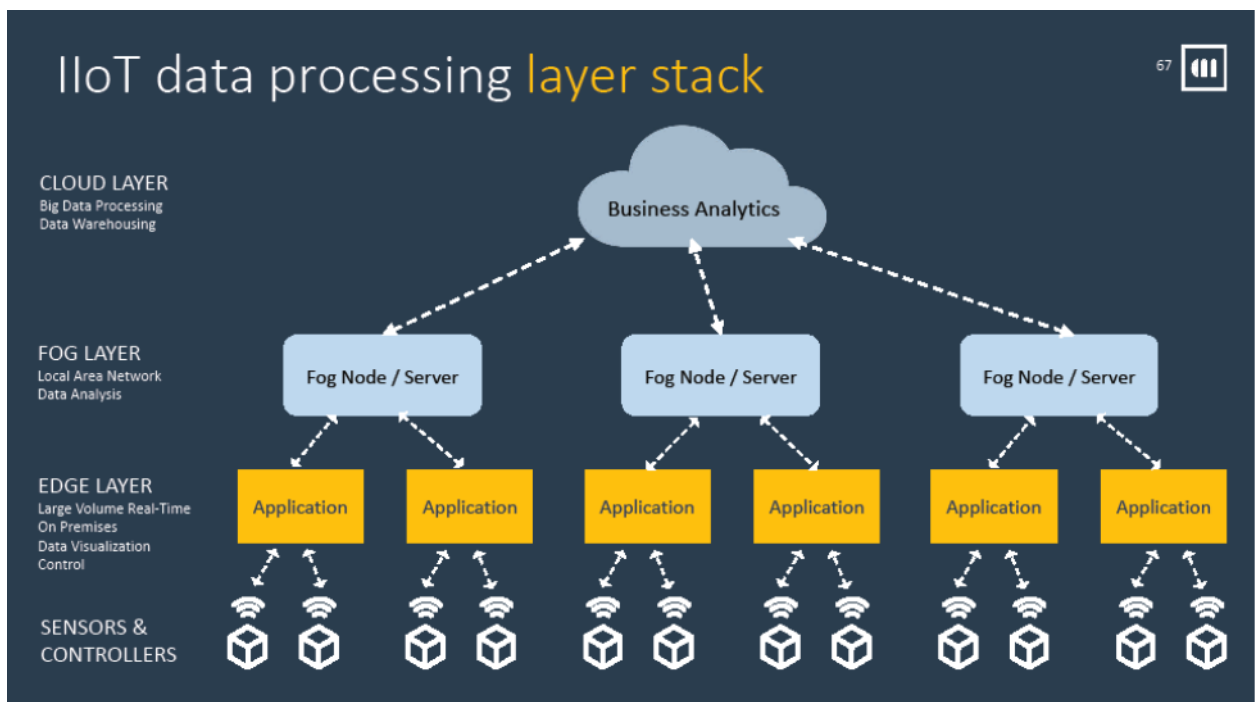 IIoT data processing layer stack
67
CLOUD LAYER
Big Data Processing
Data Warehousing
Business Analytics
FOG LAYER
Local Area Network
Data Analysis
Fog Node / Server
Fog Node / Server
Fog Node / Server
EDGE LAYER
Large Volume Real-Time
On Premises
Data Visualization
Control
Application
Application
Application
Application
Application
Application
SENSORS &
CONTROLLERS